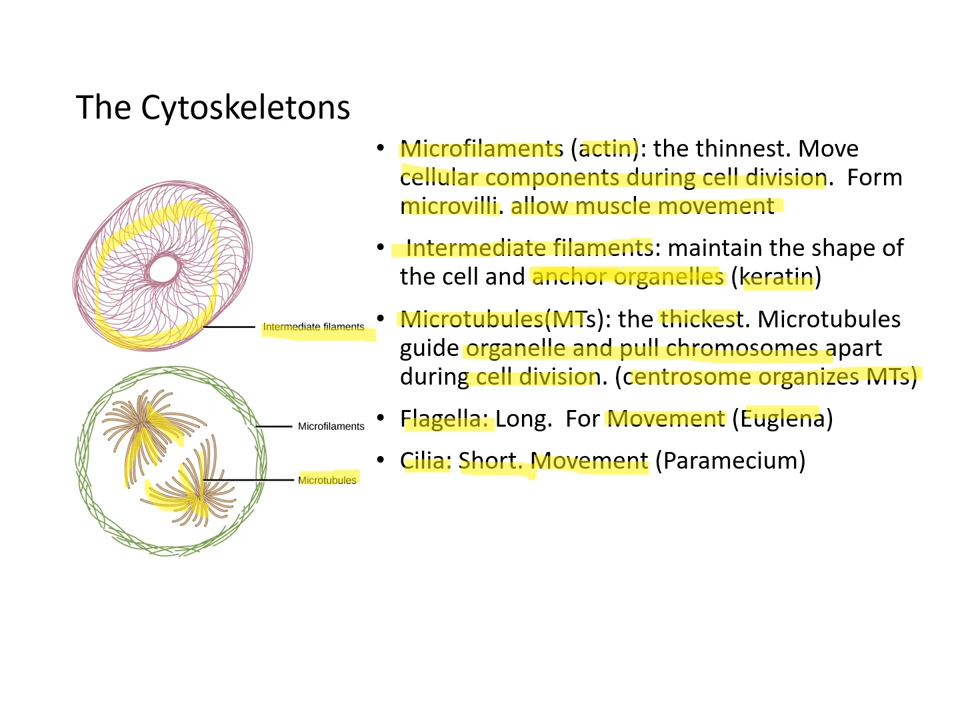 The Cytoskeletons
• Microfilaments (actin): the thinnest. Move
cellular components during cell division. Form
microvilli. allow muscle movement
• Intermediate filaments: maintain the shape of
the cell and anchor organelles (keratin)
• Microtubules(MTs): the thickest. Microtubules
guide organelle and pull chromosomes apart
during cell division. (centrosome organizes MTs)
• Flagella: Long. For Movement (Euglena)
• Cilia: Short. Movement (Paramecium)
Intermediate filaments
Microfilaments
Microtubules